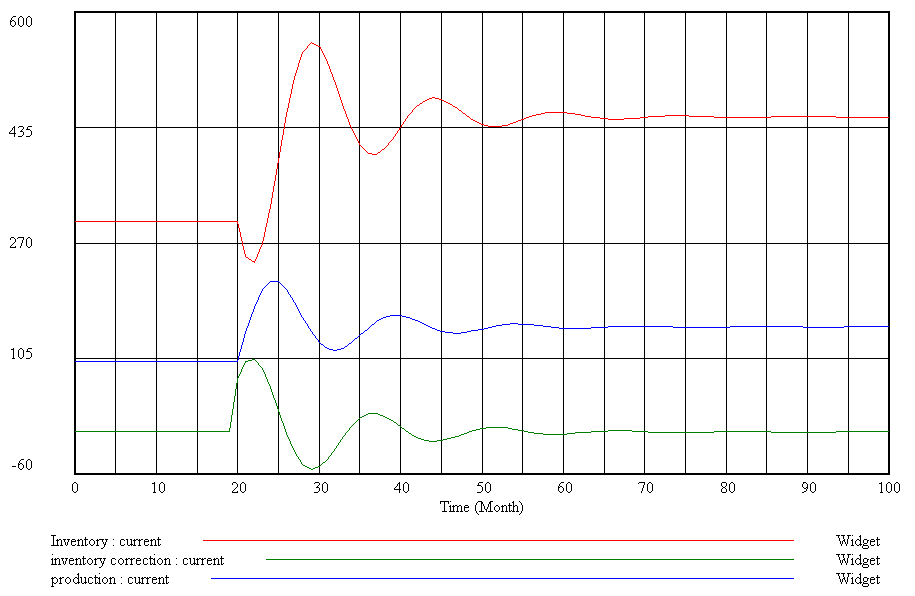 600
435
270
105
-60
0 10 20 30 40 50 60 70 80 90 100
Time (Month)
Inventory : current Widget
inventory correction : current Widget
production : current Widget